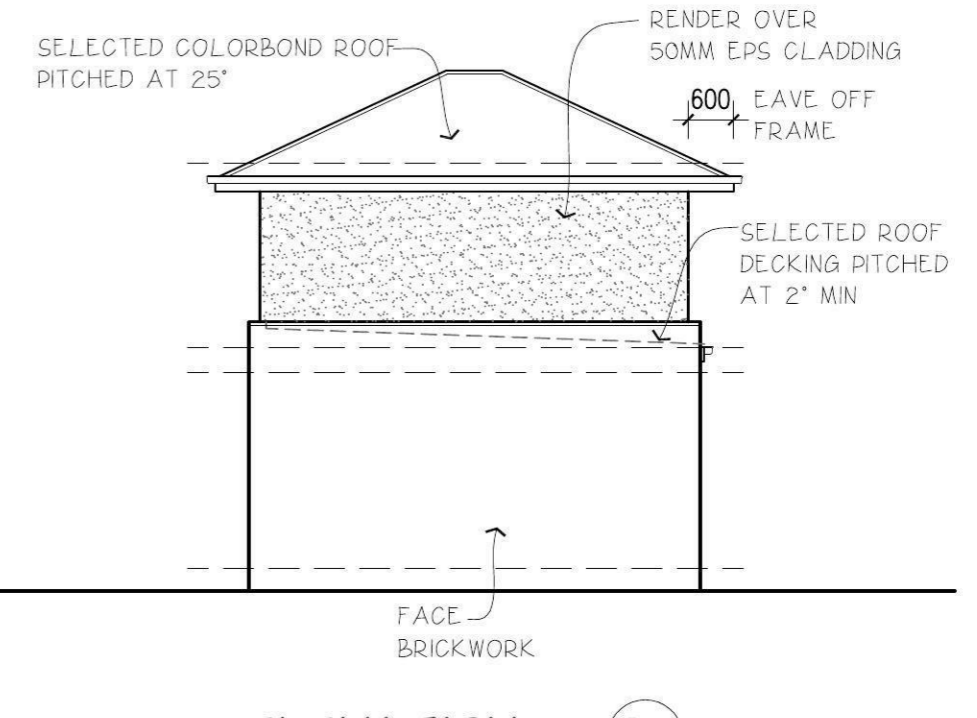 SELECTED COLORBOND ROOF
PITCHED AT 25°
RENDER OVER
50MM EPS CLADDING
600 EAVE OFF
FRAME
SELECTED ROOF
DECKING PITCHED
AT 2° MIN
FACE
BRICKWORK